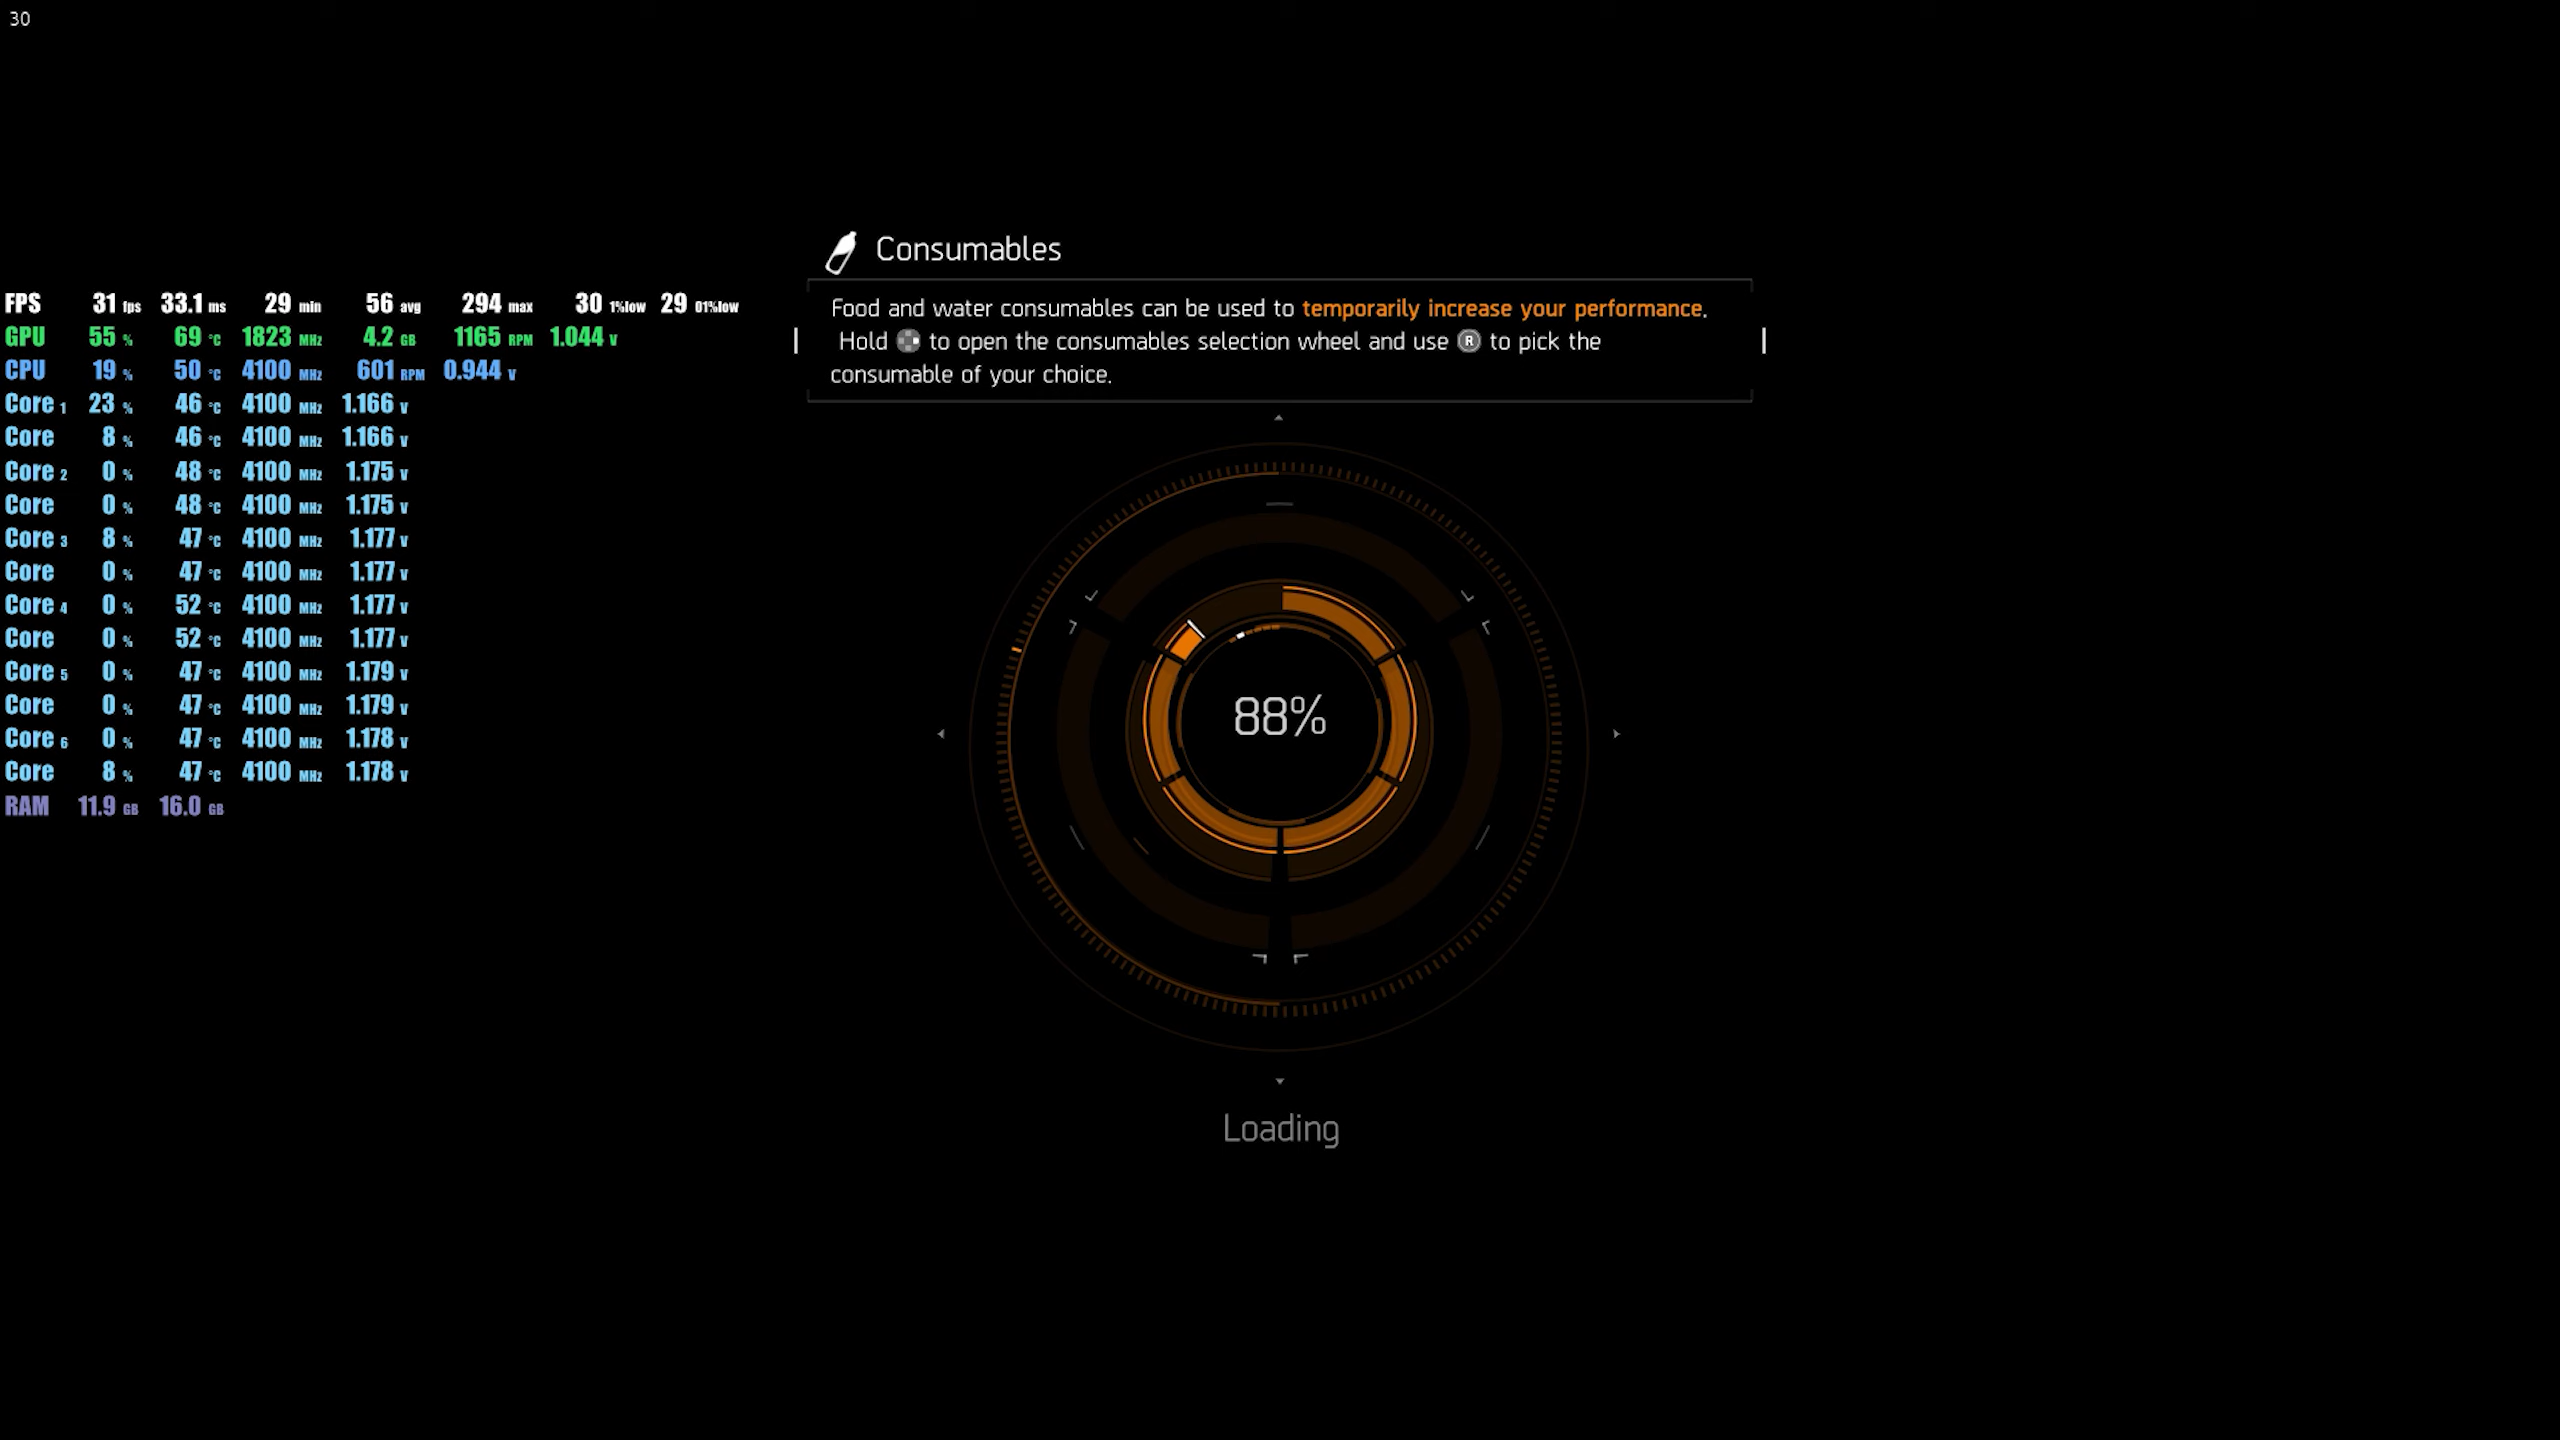 30
Consumables
Food and water consumables can be used to temporarily increase your performance.
Hold to open the consumables selection wheel and use R to pick the
consumable of your choice.
FPS 31 fps 33.1 ms 29 min 56 avg 294 max 30 1%low 29 01%low
GPU 55 % 69 °C 1823 MHz 4.2 GB 1165 RPM 1.044 V
CPU 19 % 50 °C 4100 MHz 601 RPM 0.944 V
Core 1 23 % 46 °C 4100 MHz 1.166 V
Core 8 % 46 °C 4100 MHz 1.166 V
Core 2 0 % 48 °C 4100 MHz 1.175 V
Core 0 % 48 °C 4100 MHz 1.175 V
Core 3 8 % 47 °C 4100 MHz 1.177 V
Core 0 % 47 °C 4100 MHz 1.177 V
Core 4 0 % 52 °C 4100 MHz 1.177 V
Core 0 % 52 °C 4100 MHz 1.177 V
Core 5 0 % 47 °C 4100 MHz 1.179 V
Core 0 % 47 °C 4100 MHz 1.179 V
Core 6 0 % 47 °C 4100 MHz 1.178 V
Core 8 % 47 °C 4100 MHz 1.178 V
RAM 11.9 GB 16.0 GB
88%
Loading